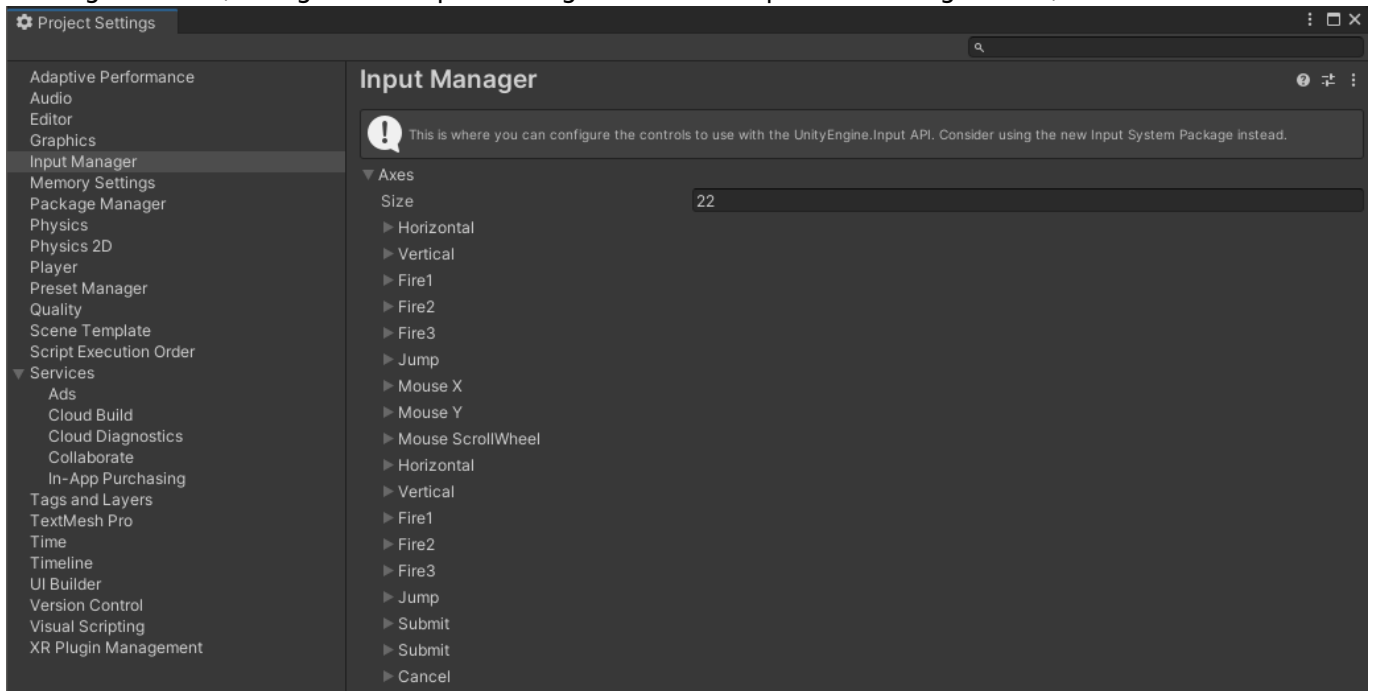 Project Settings
Adaptive Performance
Audio
Editor
Graphics
Input Manager
Memory Settings
Package Manager
Physics
Physics 2D
Player
Preset Manager
Quality
Scene Template
Script Execution Order
Services
Ads
Cloud Build
Cloud Diagnostics
Collaborate
In-App Purchasing
Tags and Layers
TextMesh Pro
Time
Timeline
UI Builder
Version Control
Visual Scripting
XR Plugin Management
Input Manager
This is where you can configure the controls to use with the UnityEngine.Input API. Consider using the new Input System Package instead.
Axes
Size 22
Horizontal
Vertical
Fire1
Fire2
Fire3
Jump
Mouse X
Mouse Y
Mouse ScrollWheel
Horizontal
Vertical
Fire1
Fire2
Fire3
Jump
Submit
Submit
Cancel